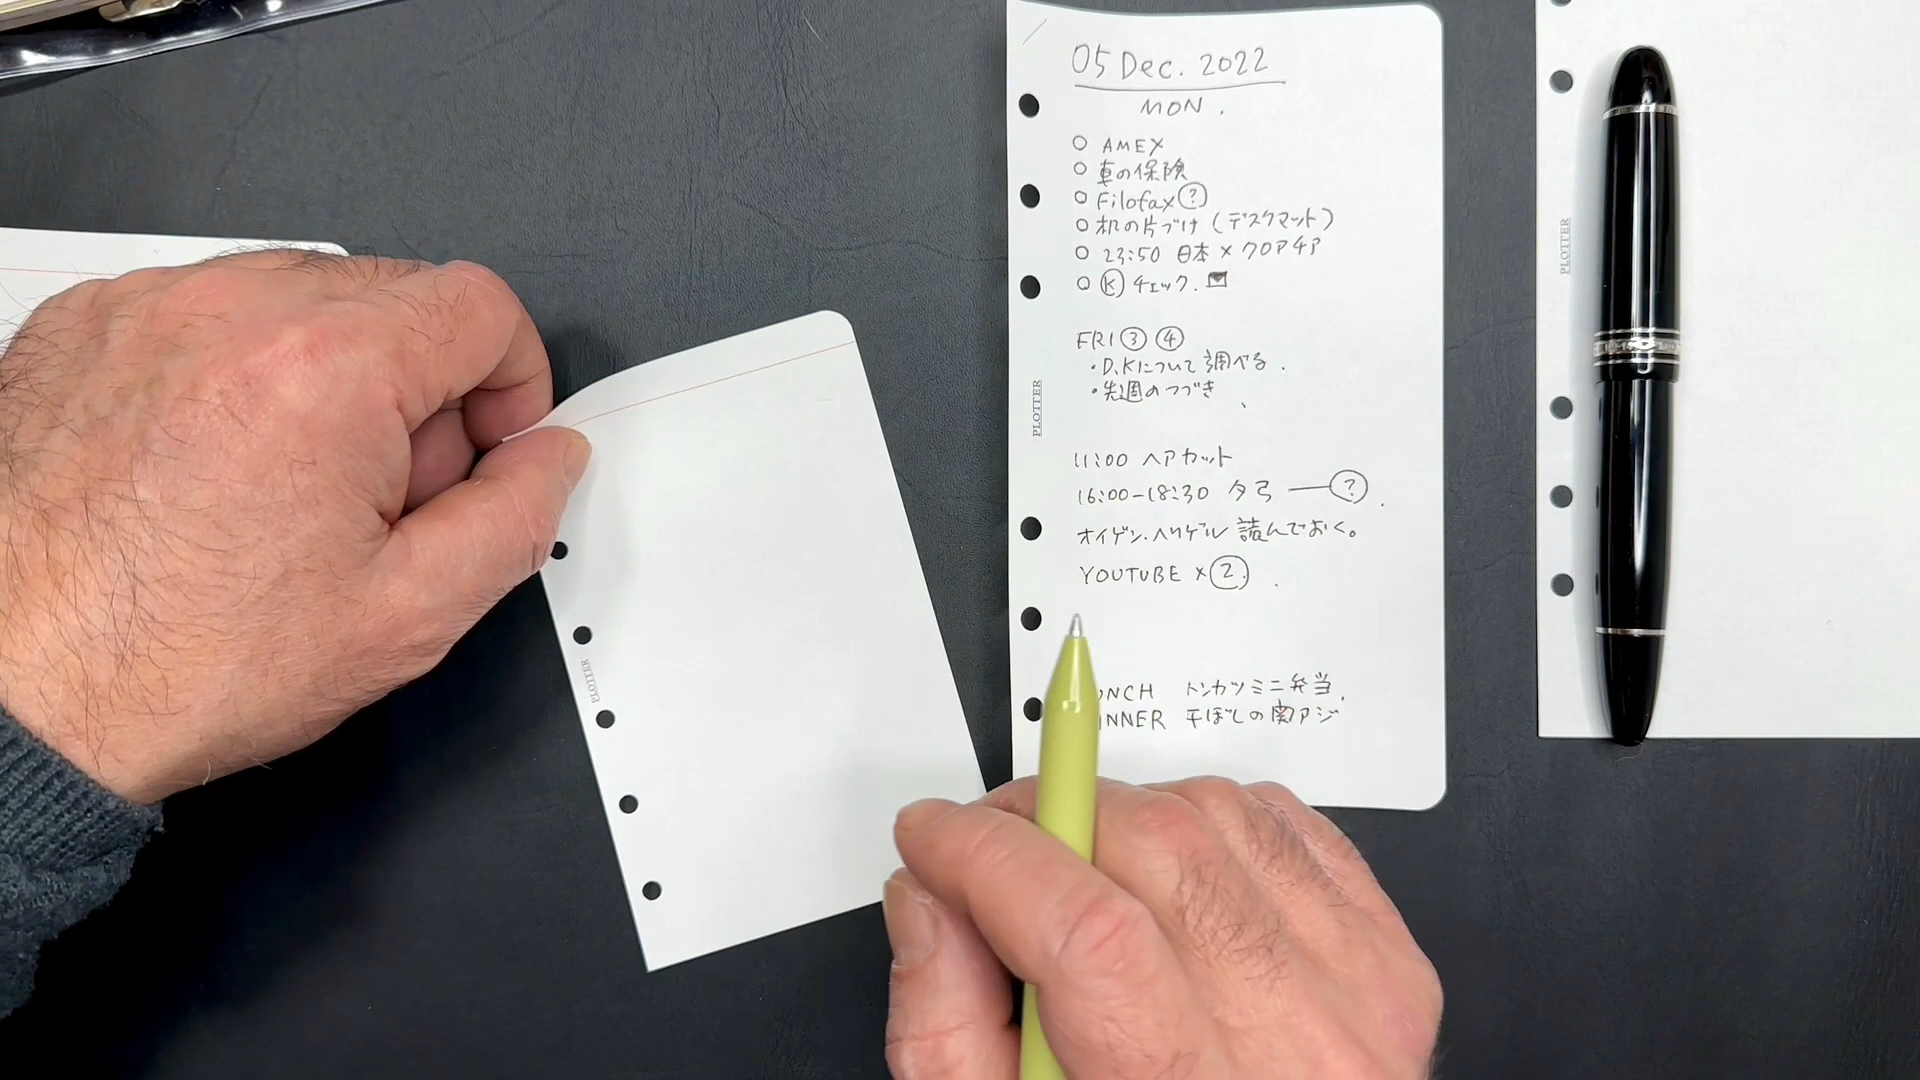 05 Dec. 2022
MON.
○ AMEX
○ 車の保険
○ Filofax ?
○ 机の片づけ (デスクマット)
○ 23:50 日本 × クロアチア
○ Ⓚ チェック.
FRI ③ ④
・D.Kについて調べる.
・先週のつづき
11:00 ヘアカット
16:00-18:30 夕弓 — ?
オイゲン.ヘリゲル 読んでおく。
YOUTUBE × ②
UNCH トンカツミニ弁当.
INNER 平ぼしの関アジ
PLOTTER
PLOTTER
PLOTTER